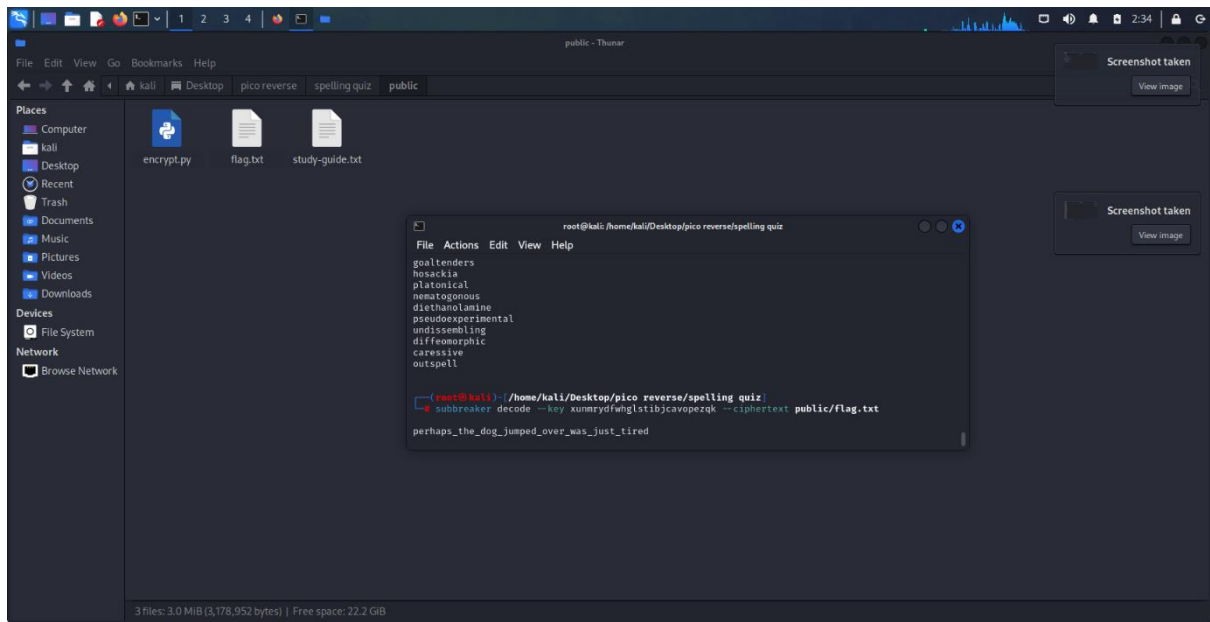 1 2 3 4
2:34
public - Thunar
File Edit View Go Bookmarks Help
kali Desktop pico reverse spelling quiz public
Screenshot taken
View image
Places
Computer
kali
Desktop
Recent
Trash
Documents
Music
Pictures
Videos
Downloads
Devices
File System
Network
Browse Network
encrypt.py flag.txt study-guide.txt
Screenshot taken
View image
root@kali: /home/kali/Desktop/pico reverse/spelling quiz
File Actions Edit View Help
goaltenders
hosackia
platonical
nematogonous
diethanolamine
pseudoexperimental
undissembling
diffeomorphic
caressive
outspell
(root㉿kali)-[/home/kali/Desktop/pico reverse/spelling quiz]
# subbreaker decode --key xunmrydfwhglstibjcavopezqk --ciphertext public/flag.txt
perhaps_the_dog_jumped_over_was_just_tired
3 files: 3.0 MiB (3,178,952 bytes) | Free space: 22.2 GiB